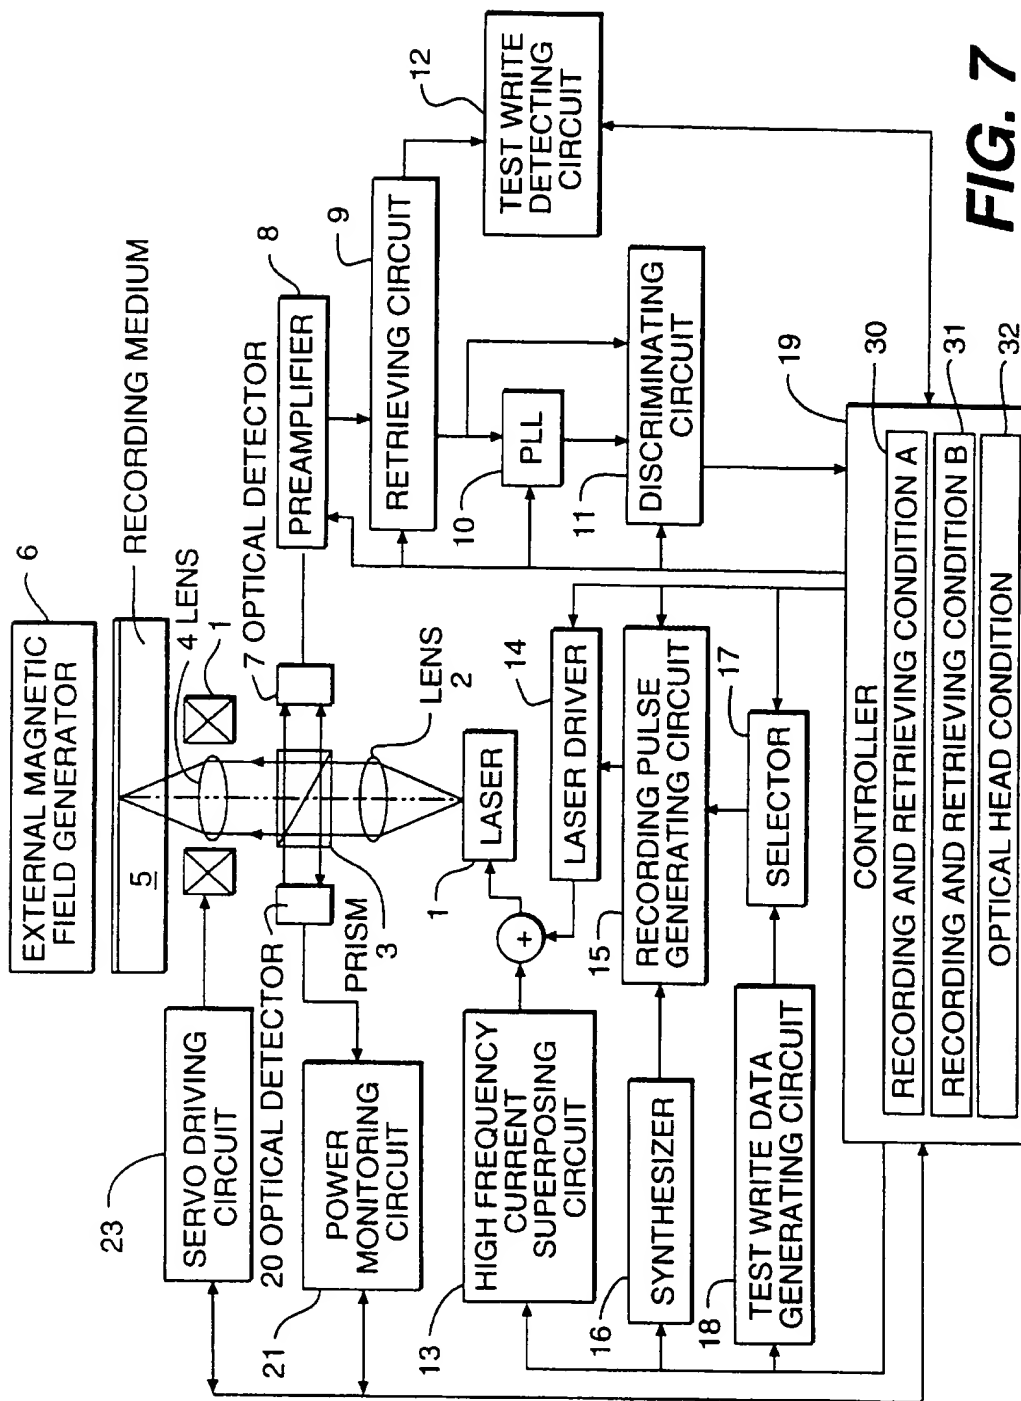 EXTERNAL MAGNETIC
FIELD GENERATOR
6
RECORDING MEDIUM
5
4 LENS
1
SERVO DRIVING
CIRCUIT
23
20 OPTICAL DETECTOR
7 OPTICAL DETECTOR
PRISM
3
LENS
2
POWER
MONITORING
CIRCUIT
21
PREAMPLIFIER
8
RETRIEVING CIRCUIT
9
TEST WRITE
DETECTING
CIRCUIT
12
PLL
10
DISCRIMINATING
CIRCUIT
11
LASER
1
+
HIGH FREQUENCY
CURRENT
SUPERPOSING
CIRCUIT
13
LASER DRIVER
14
RECORDING PULSE
GENERATING CIRCUIT
15
SYNTHESIZER
16
SELECTOR
17
TEST WRITE DATA
GENERATING CIRCUIT
18
CONTROLLER
19
RECORDING AND RETRIEVING CONDITION A
30
RECORDING AND RETRIEVING CONDITION B
31
OPTICAL HEAD CONDITION
32
FIG. 7